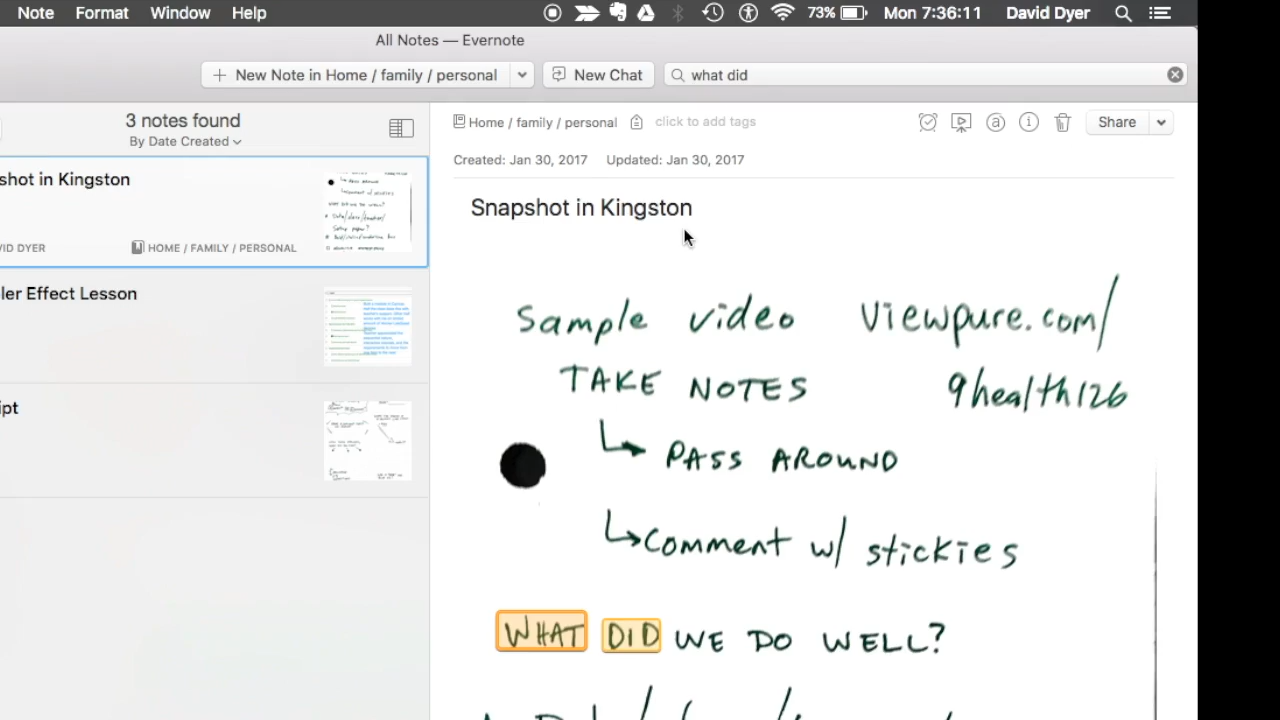 Note Format Window Help 73% Mon 7:36:11 David Dyer
All Notes — Evernote
+ New Note in Home / family / personal New Chat what did
3 notes found
By Date Created
shot in Kingston
VID DYER HOME / FAMILY / PERSONAL
ler Effect Lesson
ipt
Home / family / personal click to add tags Share
Created: Jan 30, 2017 Updated: Jan 30, 2017
Snapshot in Kingston
Sample video Viewpure.com/
TAKE NOTES 9health126
↳ PASS AROUND
↳ Comment w/ stickies
WHAT DID WE DO WELL?